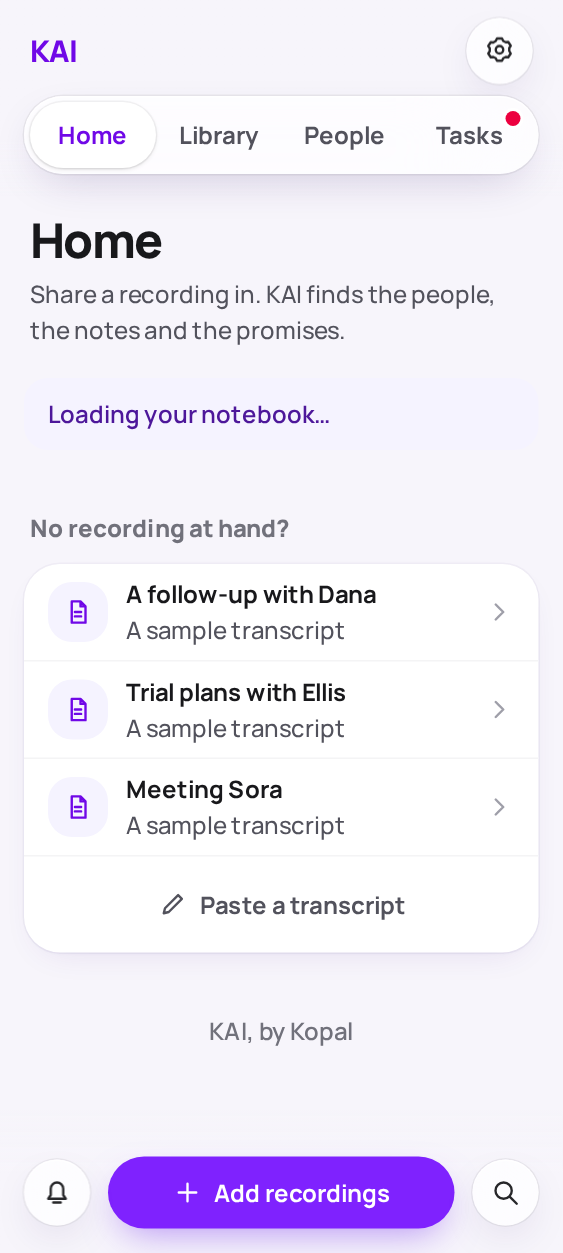 KAI
Home
Library
People
Tasks
Home
Share a recording in. KAI finds the people,
the notes and the promises.
Loading your notebook…
No recording at hand?
A follow-up with Dana
A sample transcript
Trial plans with Ellis
A sample transcript
Meeting Sora
A sample transcript
Paste a transcript
KAI, by Kopal
Add recordings